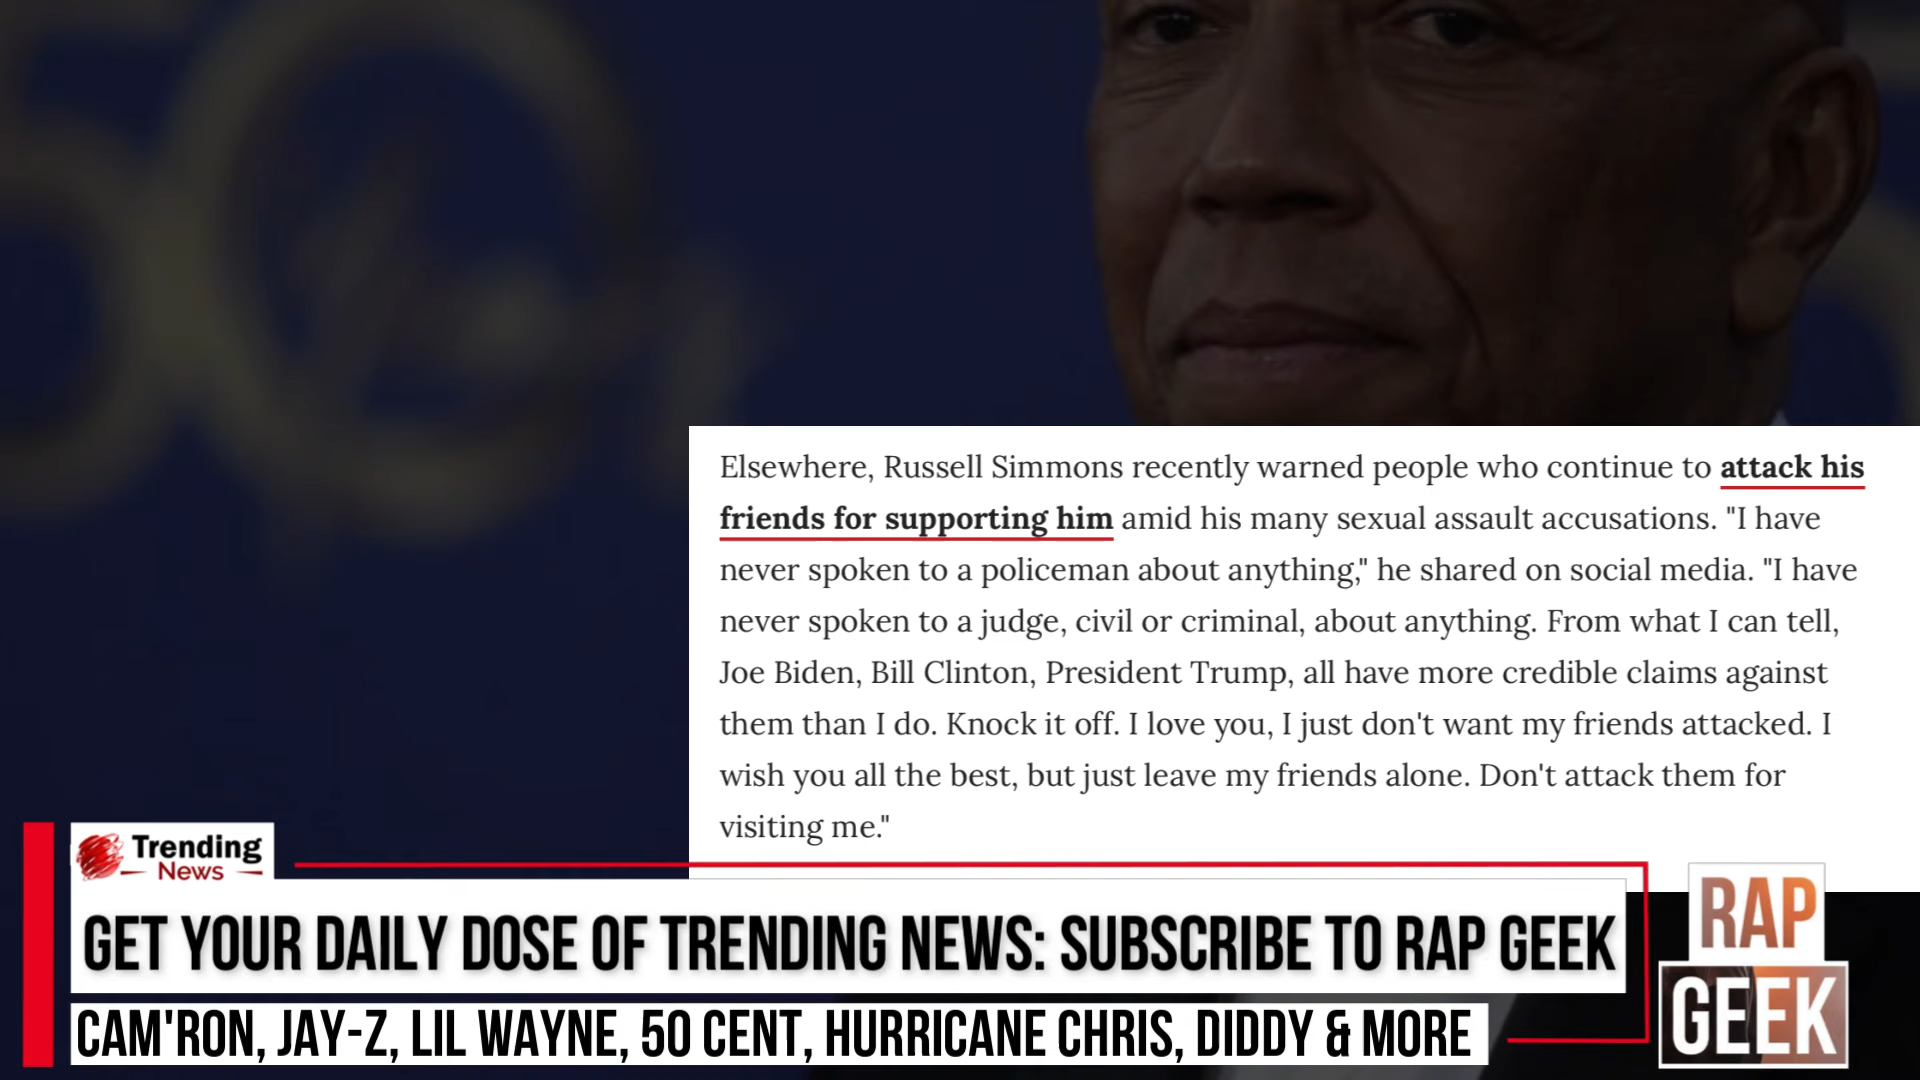 Elsewhere, Russell Simmons recently warned people who continue to attack his
friends for supporting him amid his many sexual assault accusations. "I have
never spoken to a policeman about anything," he shared on social media. "I have
never spoken to a judge, civil or criminal, about anything. From what I can tell,
Joe Biden, Bill Clinton, President Trump, all have more credible claims against
them than I do. Knock it off. I love you, I just don't want my friends attacked. I
wish you all the best, but just leave my friends alone. Don't attack them for
visiting me."
Trending
News
GET YOUR DAILY DOSE OF TRENDING NEWS: SUBSCRIBE TO RAP GEEK
CAM'RON, JAY-Z, LIL WAYNE, 50 CENT, HURRICANE CHRIS, DIDDY & MORE
RAP
GEEK